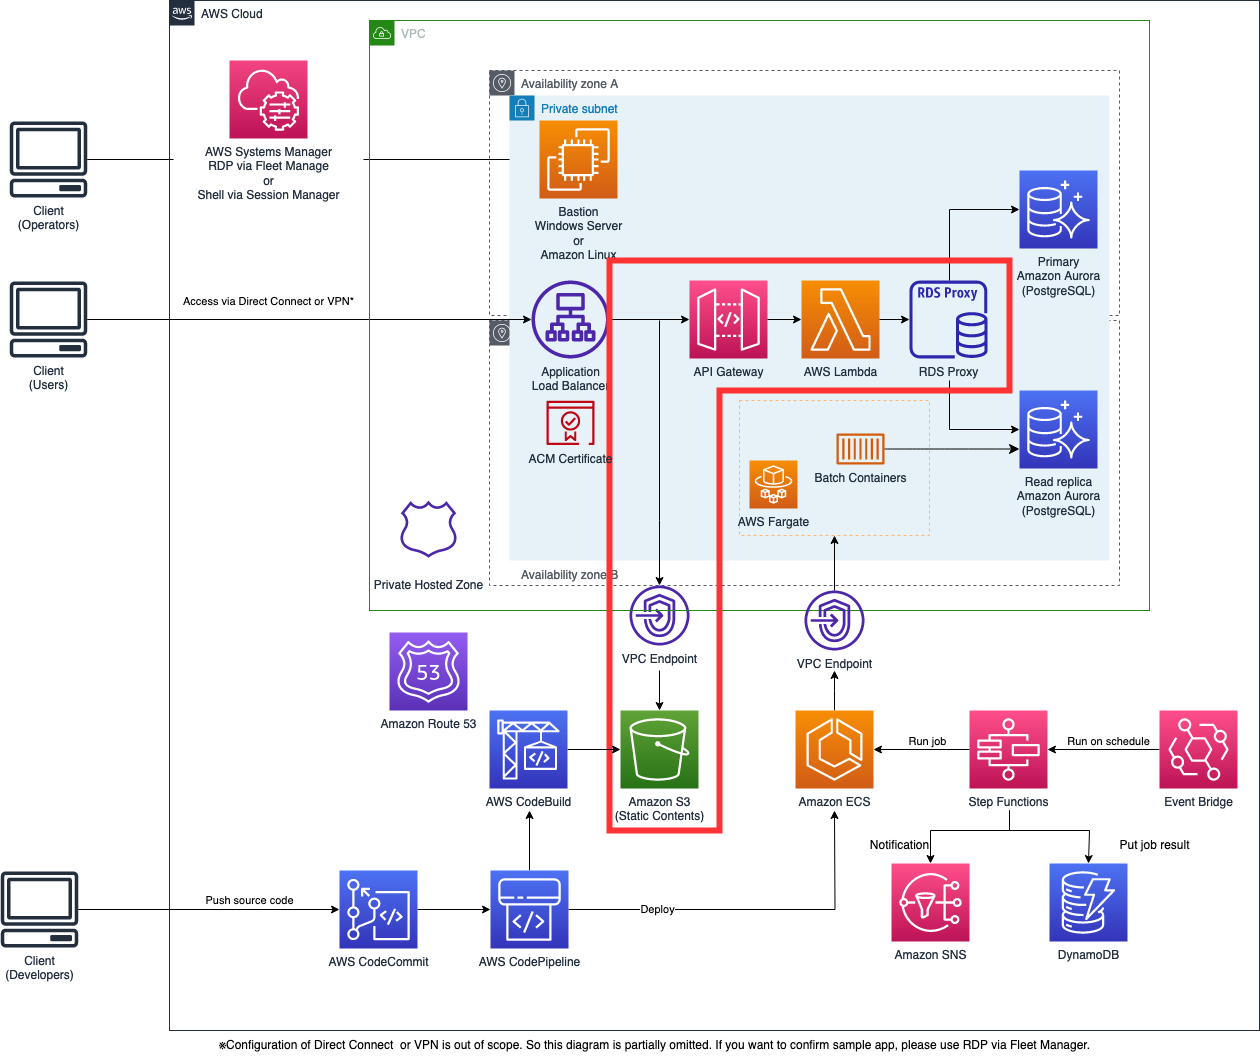 aws
AWS Cloud
VPC
Availability zone A
Private subnet
AWS Systems Manager
RDP via Fleet Manage
or
Shell via Session Manager
Client
(Operators)
Bastion
Windows Server
or
Amazon Linux
Primary
Amazon Aurora
(PostgreSQL)
Access via Direct Connect or VPN*
RDS Proxy
Client
(Users)
Application
Load Balancer
API Gateway
AWS Lambda
RDS Proxy
ACM Certificate
Batch Containers
AWS Fargate
Read replica
Amazon Aurora
(PostgreSQL)
Availability zone B
Private Hosted Zone
VPC Endpoint
VPC Endpoint
53
Amazon Route 53
AWS CodeBuild
Amazon S3
(Static Contents)
Amazon ECS
Run job
Step Functions
Run on schedule
Event Bridge
Notification
Put job result
Push source code
Deploy
Client
(Developers)
AWS CodeCommit
AWS CodePipeline
Amazon SNS
DynamoDB
※Configuration of Direct Connect or VPN is out of scope. So this diagram is partially omitted. If you want to confirm sample app, please use RDP via Fleet Manager.